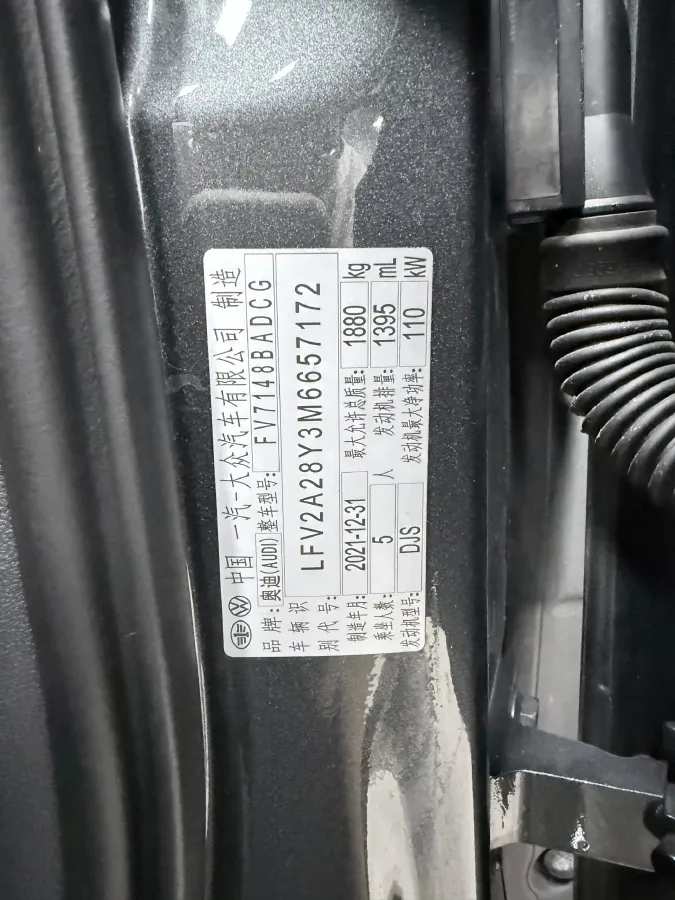 中国 一汽-大众汽车有限公司 制造
品牌:奥迪(AUDI) 整车型号:FV7148BADCG
车辆识
别代号: LFV2A28Y3M6657172
制造年月:2021-12-31 最大允许总质量:1880 kg
乘坐人数:5 人 发动机排量:1395 mL
发动机型号:DJS 发动机最大净功率:110 kW